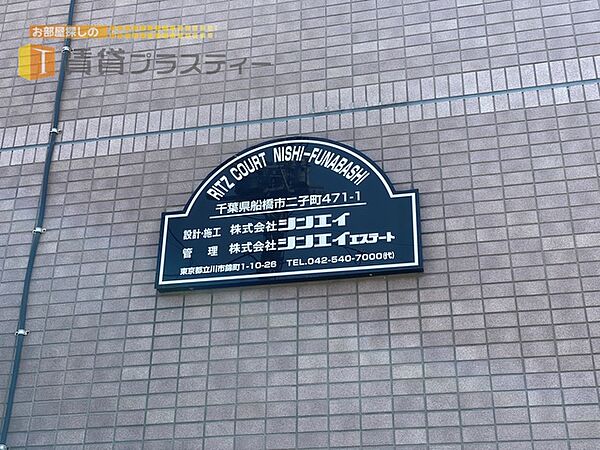 お部屋探しの
賃貸プラスティー
RITZ COURT NISHI-FUNABASHI
千葉県船橋市二子町471-1
設計・施工 株式会社シンエイ
管 理 株式会社シンエイエステート
東京都立川市錦町1-10-26 TEL.042-540-7000(代)